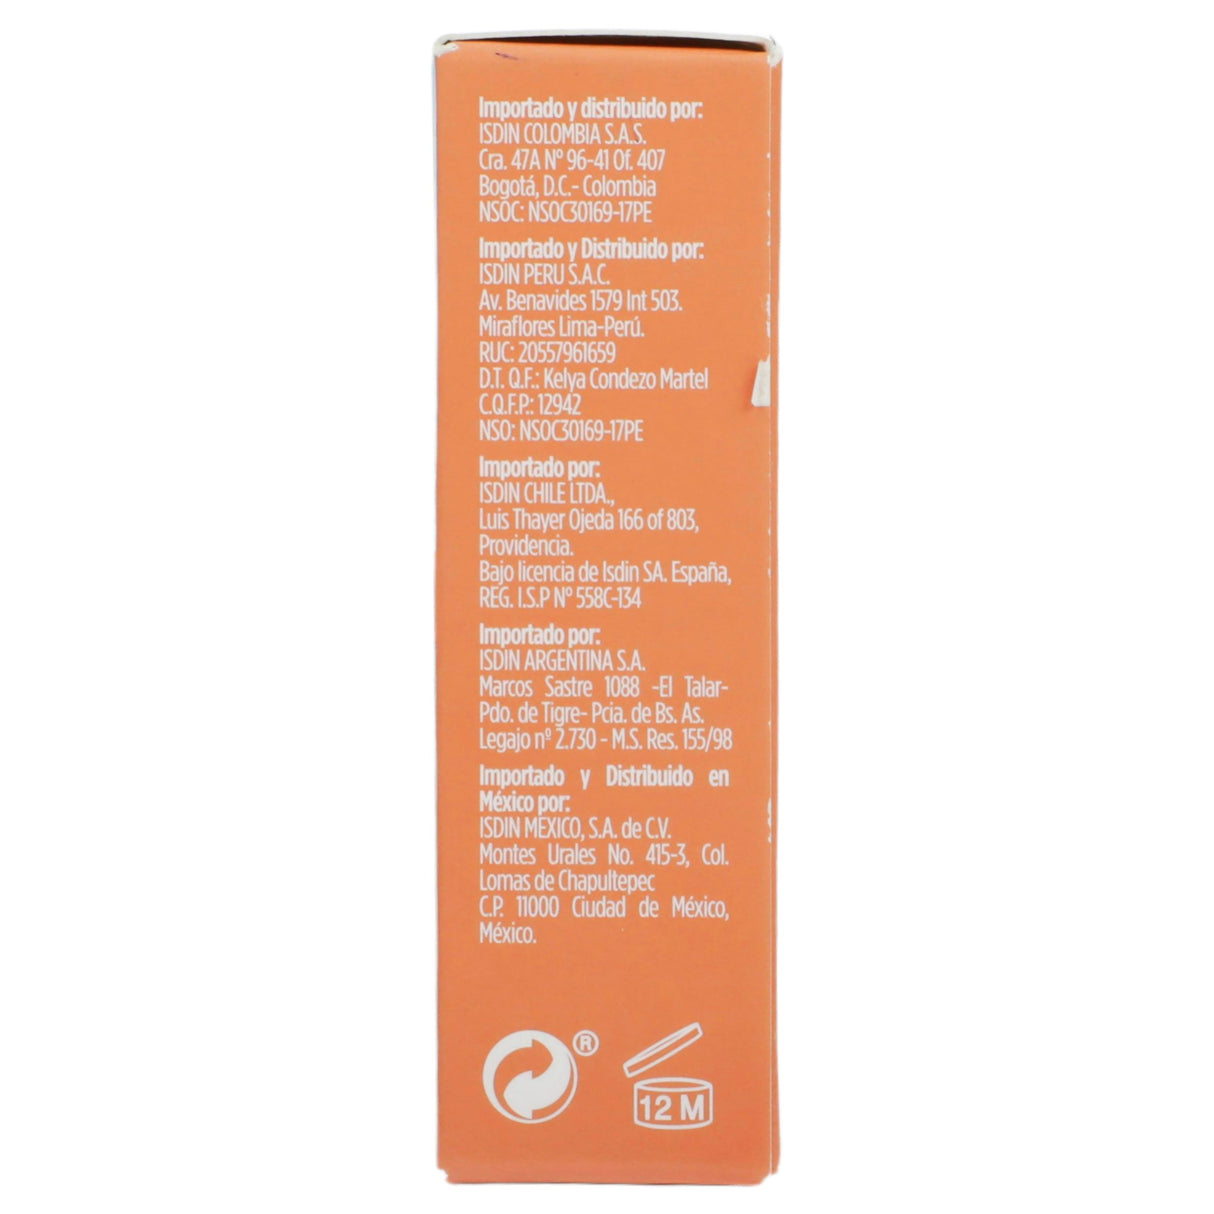 Importado y distribuido por:
ISDIN COLOMBIA S.A.S.
Cra. 47A Nº 96-41 Of. 407
Bogotá, D.C.- Colombia
NSOC: NSOC30169-17PE
Importado y Distribuido por:
ISDIN PERU S.A.C.
Av. Benavides 1579 Int 503.
Miraflores Lima-Perú.
RUC: 20557961659
D.T. Q.F.: Kelya Condezo Martel
C.Q.F.P.: 12942
NSO: NSOC30169-17PE
Importado por:
ISDIN CHILE LTDA.,
Luis Thayer Ojeda 166 of 803,
Providencia.
Bajo licencia de Isdin SA. España,
REG. I.S.P Nº 558C-134
Importado por:
ISDIN ARGENTINA S.A.
Marcos Sastre 1088 -El Talar-
Pdo. de Tigre- Pcia. de Bs. As.
Legajo nº 2.730 - M.S. Res. 155/98
Importado y Distribuido en
México por:
ISDIN MEXICO, S.A. de C.V.
Montes Urales No. 415-3, Col.
Lomas de Chapultepec
C.P. 11000 Ciudad de México,
México.
®
12 M